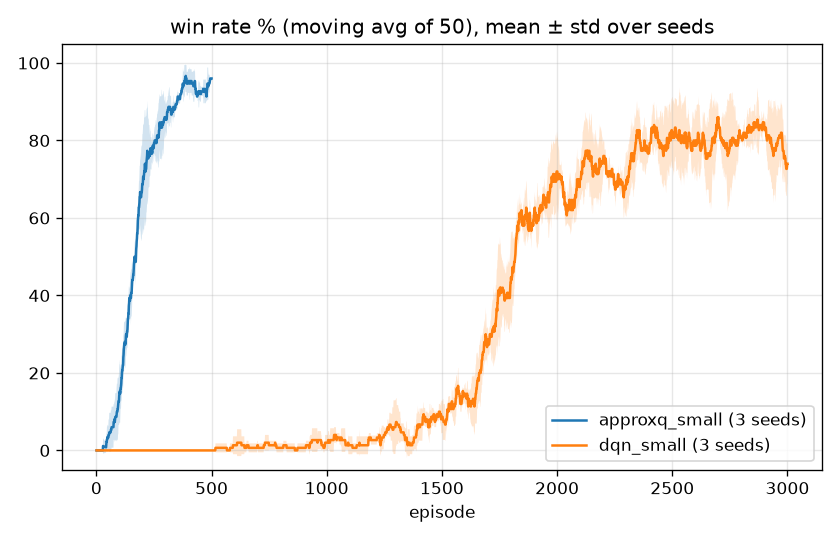 win rate % (moving avg of 50), mean ± std over seeds
100
80
60
40
20
0
0 500 1000 1500 2000 2500 3000
episode
approxq_small (3 seeds)
dqn_small (3 seeds)